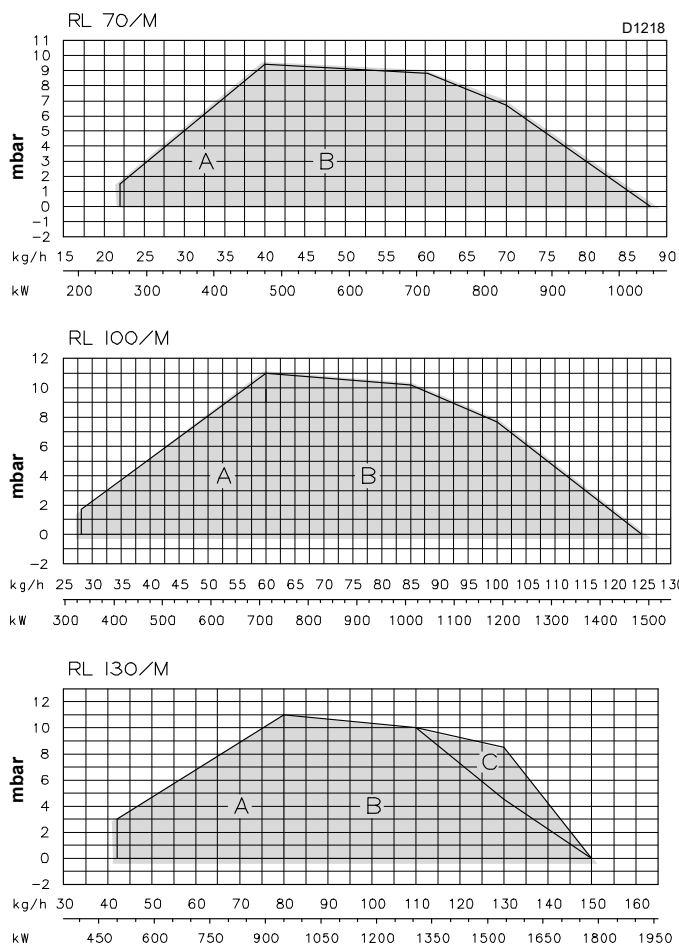 RL 70/M
D1218
11
10
9
8
7
6
5
4
3
2
1
0
-1
-2
mbar
A
B
kg/h 15 20 25 30 35 40 45 50 55 60 65 70 75 80 85 90
kW 200 300 400 500 600 700 800 900 1000
RL 100/M
12
10
8
6
4
2
0
-2
mbar
A
B
kg/h 25 30 35 40 45 50 55 60 65 70 75 80 85 90 95 100 105 110 115 120 125 130
kW 300 400 500 600 700 800 900 1000 1100 1200 1300 1400 1500
RL 130/M
12
10
8
6
4
2
0
-2
mbar
A
B
C
kg/h 30 40 50 60 70 80 90 100 110 120 130 140 150 160
kW 450 600 750 900 1050 1200 1350 1500 1650 1800 1950